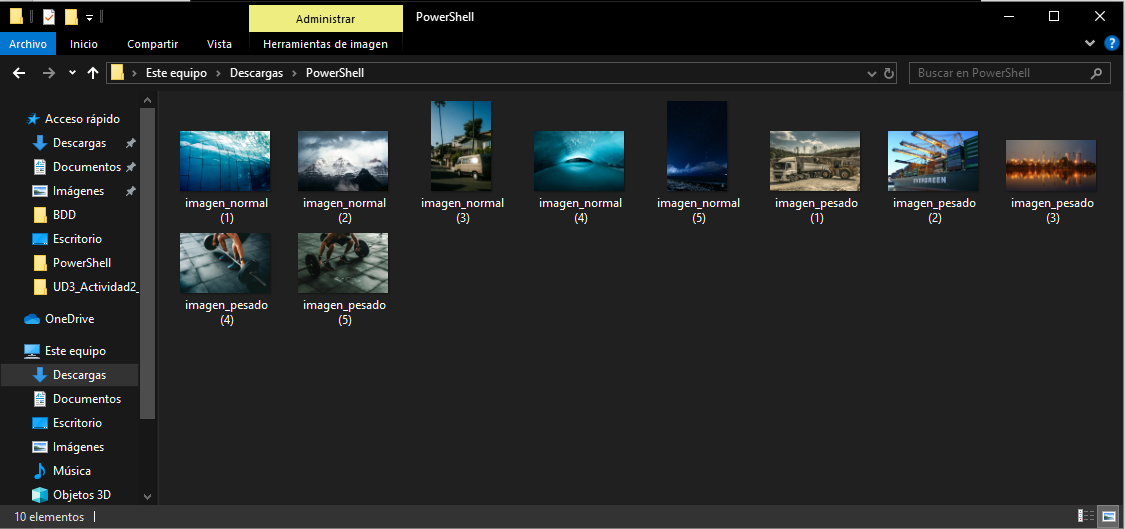 Administrar
PowerShell
Archivo
Inicio
Compartir
Vista
Herramientas de imagen
Este equipo
Descargas
PowerShell
Buscar en PowerShell
Acceso rápido
Descargas
Documentos
Imágenes
BDD
Escritorio
PowerShell
UD3_Actividad2_
OneDrive
Este equipo
Descargas
Documentos
Escritorio
Imágenes
Música
Objetos 3D
imagen_normal
(1)
imagen_normal
(2)
imagen_normal
(3)
imagen_normal
(4)
imagen_normal
(5)
imagen_pesado
(1)
EVERGREEN
imagen_pesado
(2)
imagen_pesado
(3)
imagen_pesado
(4)
imagen_pesado
(5)
10 elementos